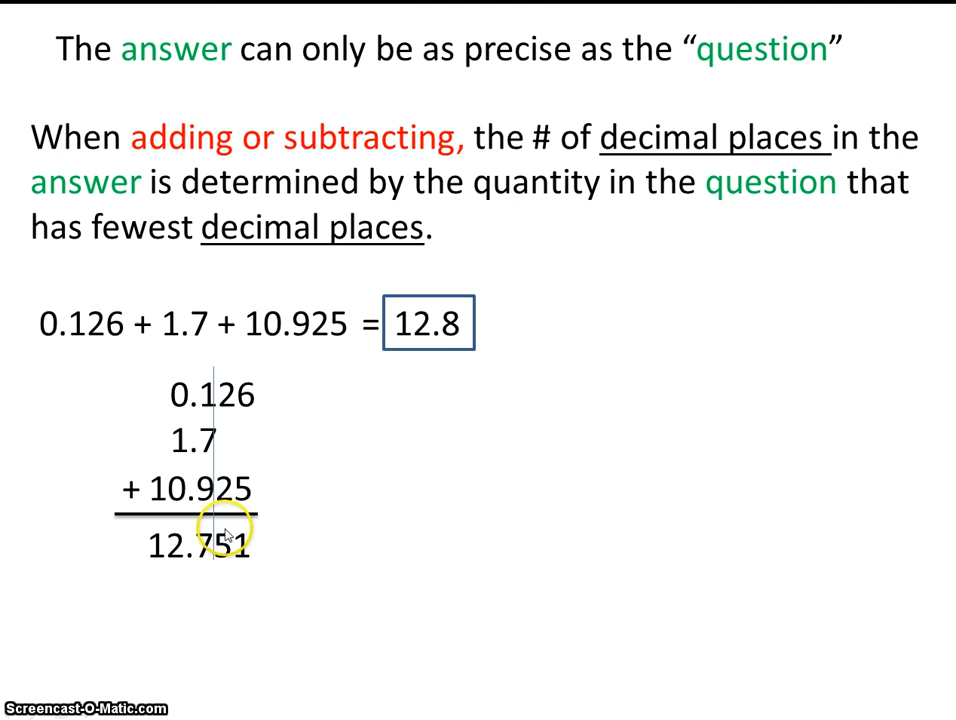 The answer can only be as precise as the “question”
When adding or subtracting, the # of decimal places in the
answer is determined by the quantity in the question that
has fewest decimal places.
0.126 + 1.7 + 10.925 = 12.8
0.126
1.7
+ 10.925
12.751
Screencast-O-Matic.com